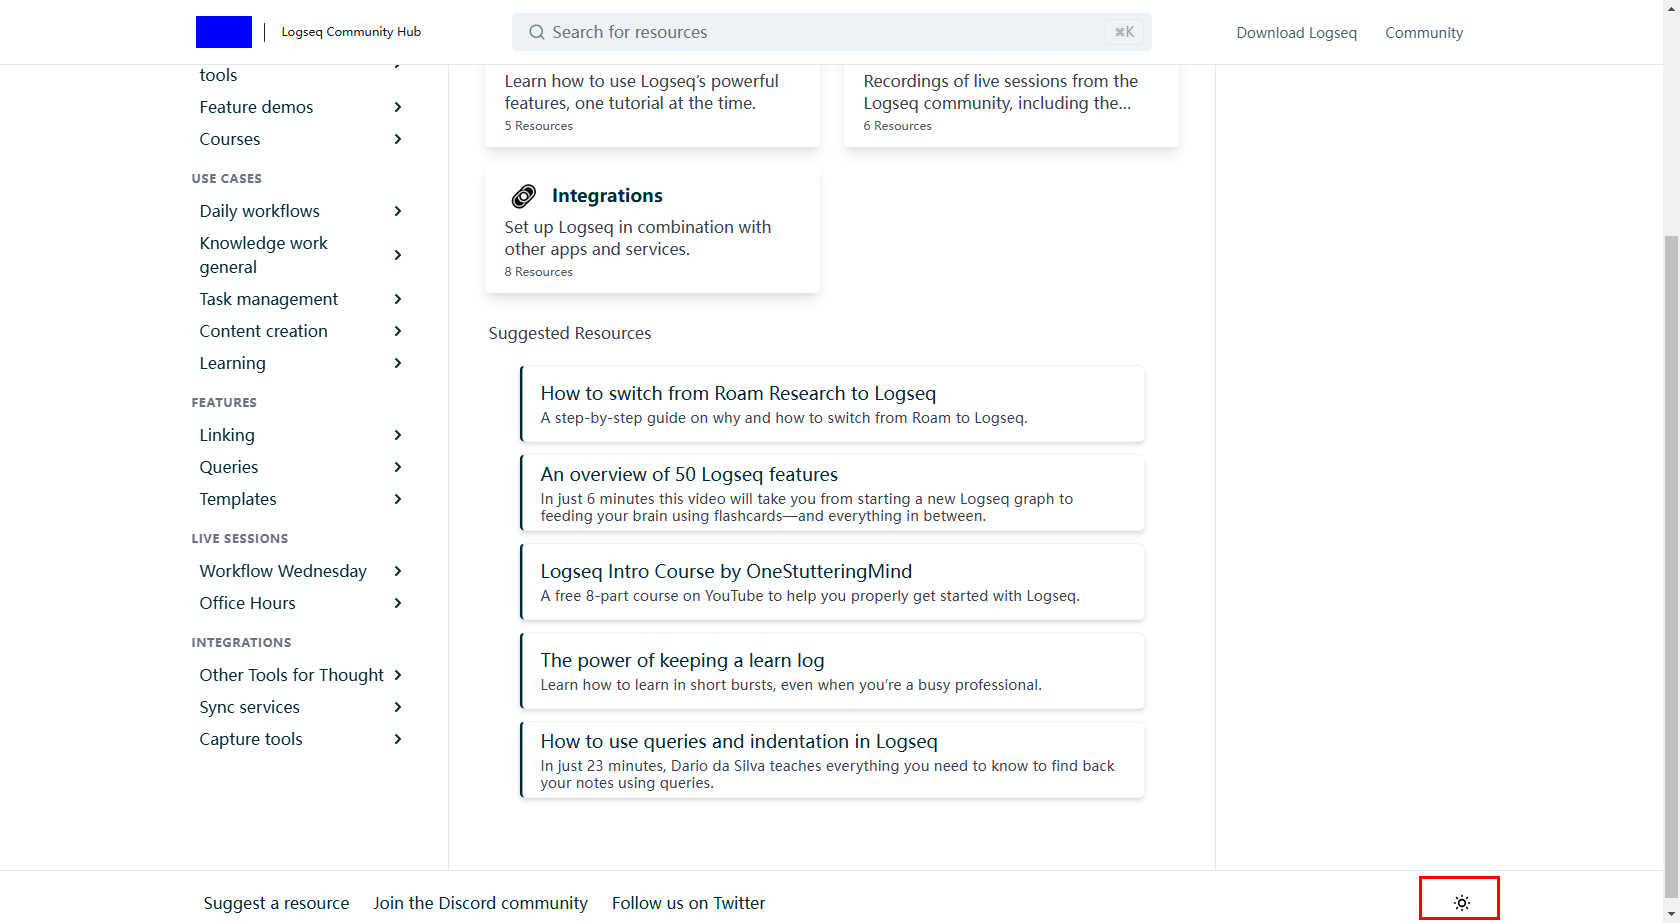 Logseq Community Hub
Search for resources
⌘K
Download Logseq
Community
tools
Feature demos
Courses
USE CASES
Daily workflows
Knowledge work
general
Task management
Content creation
Learning
FEATURES
Linking
Queries
Templates
LIVE SESSIONS
Workflow Wednesday
Office Hours
INTEGRATIONS
Other Tools for Thought
Sync services
Capture tools
Learn how to use Logseq’s powerful
features, one tutorial at the time.
5 Resources
Recordings of live sessions from the
Logseq community, including the...
6 Resources
Integrations
Set up Logseq in combination with
other apps and services.
8 Resources
Suggested Resources
How to switch from Roam Research to Logseq
A step-by-step guide on why and how to switch from Roam to Logseq.
An overview of 50 Logseq features
In just 6 minutes this video will take you from starting a new Logseq graph to
feeding your brain using flashcards—and everything in between.
Logseq Intro Course by OneStutteringMind
A free 8-part course on YouTube to help you properly get started with Logseq.
The power of keeping a learn log
Learn how to learn in short bursts, even when you’re a busy professional.
How to use queries and indentation in Logseq
In just 23 minutes, Dario da Silva teaches everything you need to know to find back
your notes using queries.
Suggest a resource
Join the Discord community
Follow us on Twitter